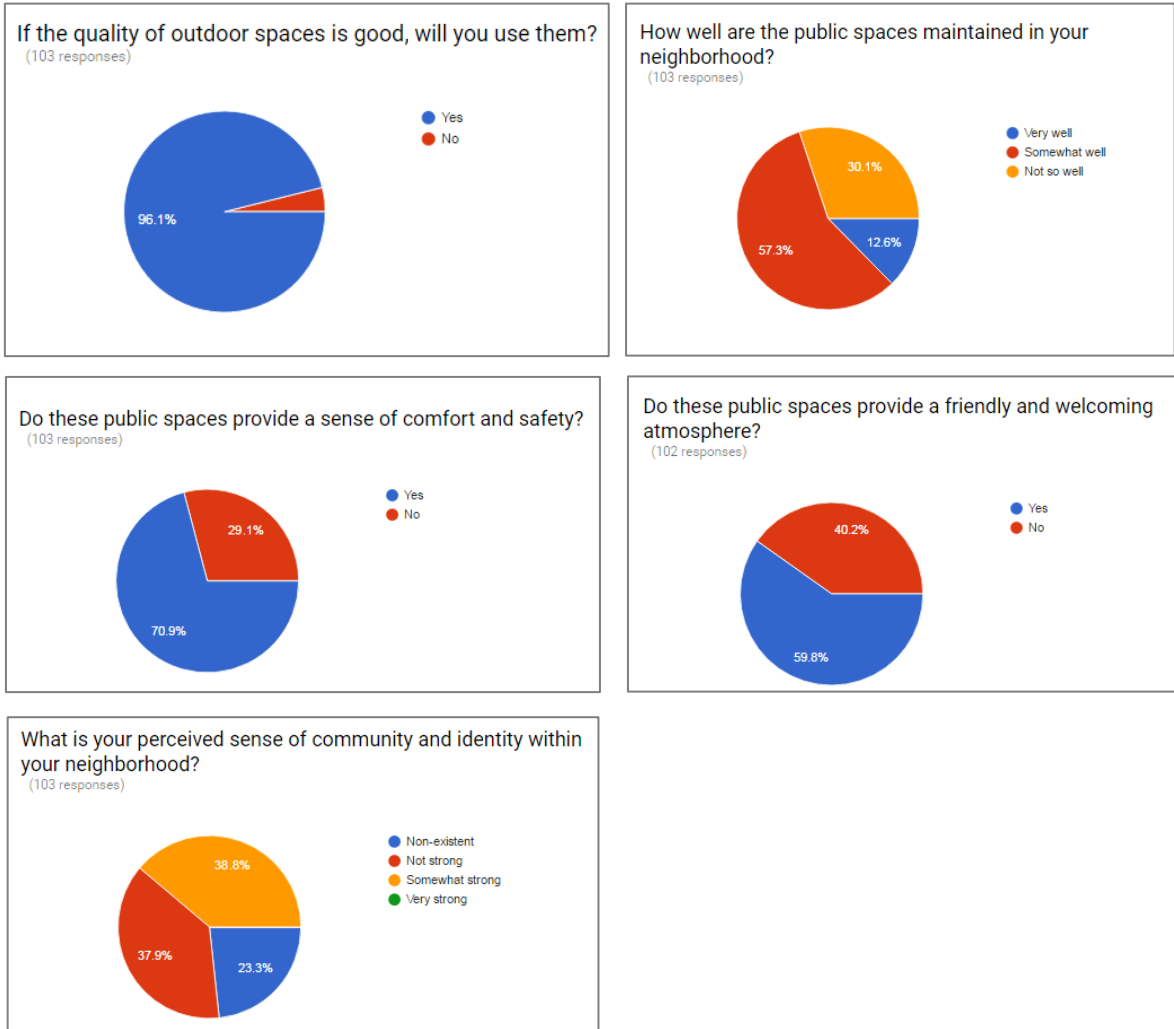 If the quality of outdoor spaces is good, will you use them?
(103 responses)
Yes
No
96.1%
How well are the public spaces maintained in your
neighborhood?
(103 responses)
Very well
Somewhat well
Not so well
30.1%
12.6%
57.3%
Do these public spaces provide a sense of comfort and safety?
(103 responses)
Yes
No
29.1%
70.9%
Do these public spaces provide a friendly and welcoming
atmosphere?
(102 responses)
Yes
No
40.2%
59.8%
What is your perceived sense of community and identity within
your neighborhood?
(103 responses)
Non-existent
Not strong
Somewhat strong
Very strong
38.8%
37.9%
23.3%